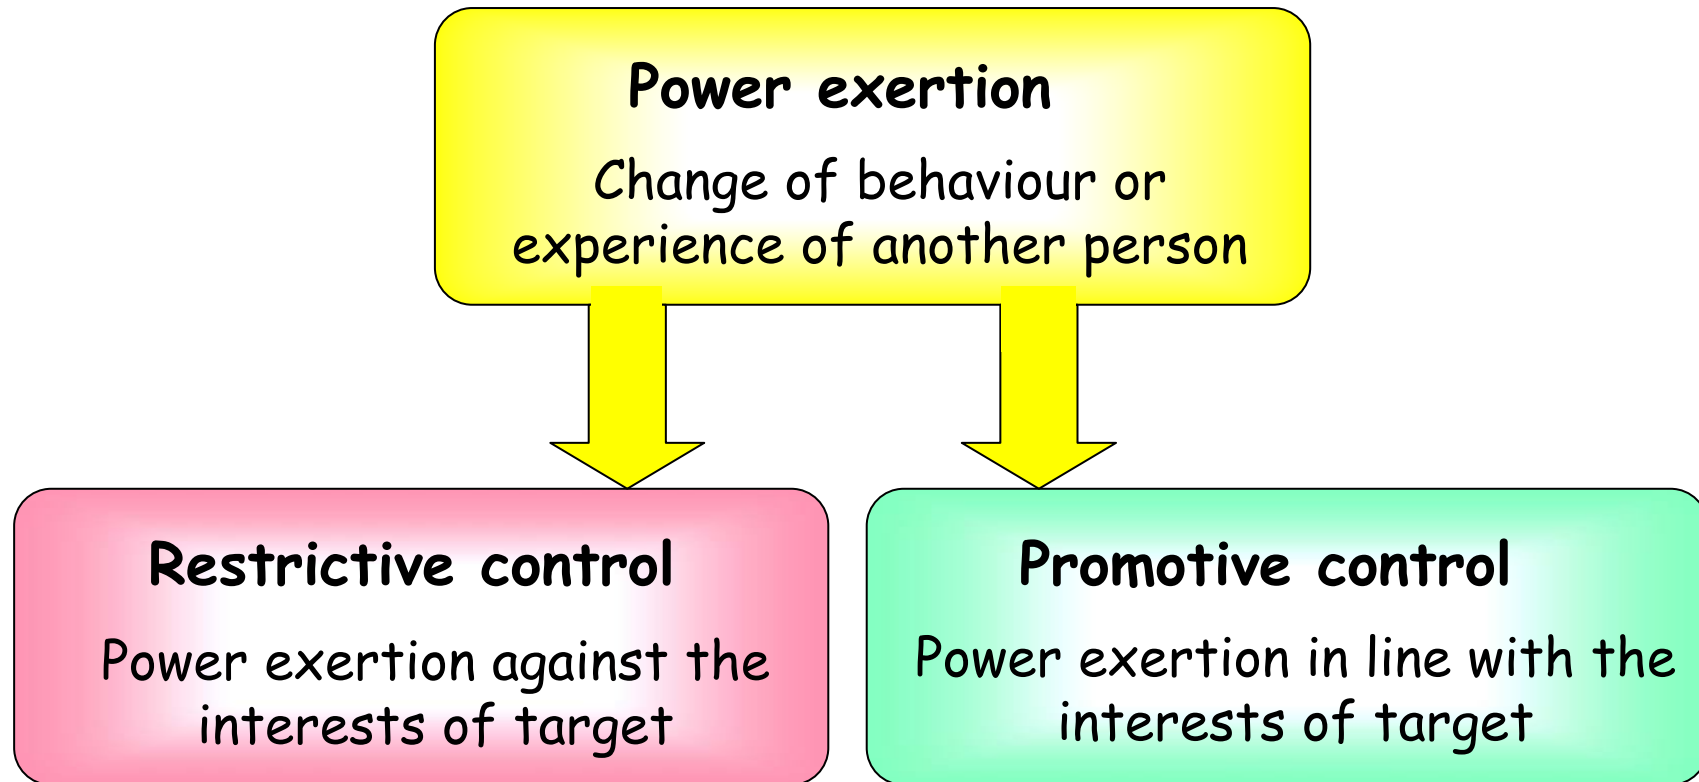 Power exertion
Change of behaviour or
experience of another person
Restrictive control
Power exertion against the
interests of target
Promotive control
Power exertion in line with the
interests of target